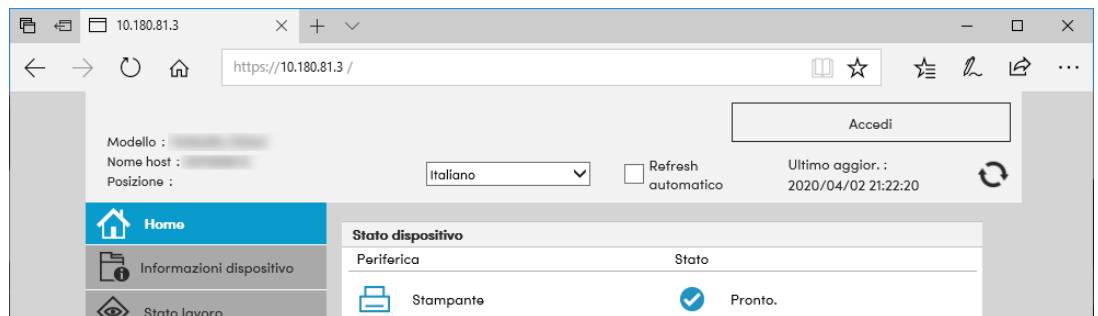 10.180.81.3
https://10.180.81.3 /
Accedi
Modello :
Nome host :
Posizione :
Italiano
Refresh
automatico
Ultimo aggior. :
2020/04/02 21:22:20
Home
Informazioni dispositivo
Stato lavoro
Stato dispositivo
Periferica Stato
Stampante Pronto.